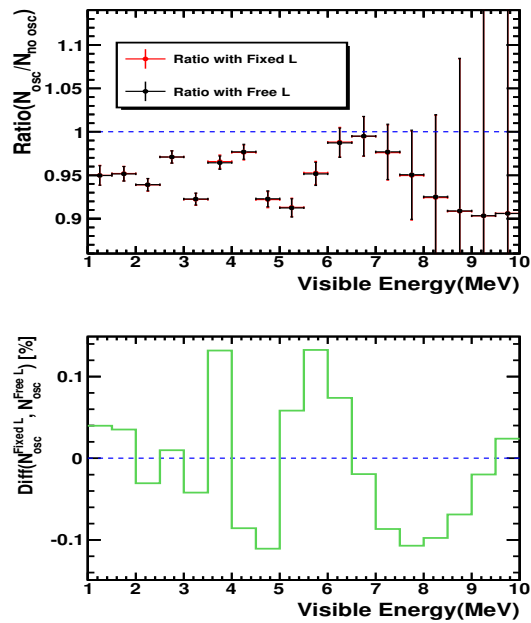 Ratio(N_osc/N_no osc)
1.1
1.05
1
0.95
0.9
Ratio with Fixed L
Ratio with Free L
1 2 3 4 5 6 7 8 9 10
Visible Energy(MeV)
Diff(N_osc^Fixed L, N_osc^Free L) [%]
0.1
0
-0.1
1 2 3 4 5 6 7 8 9 10
Visible Energy(MeV)